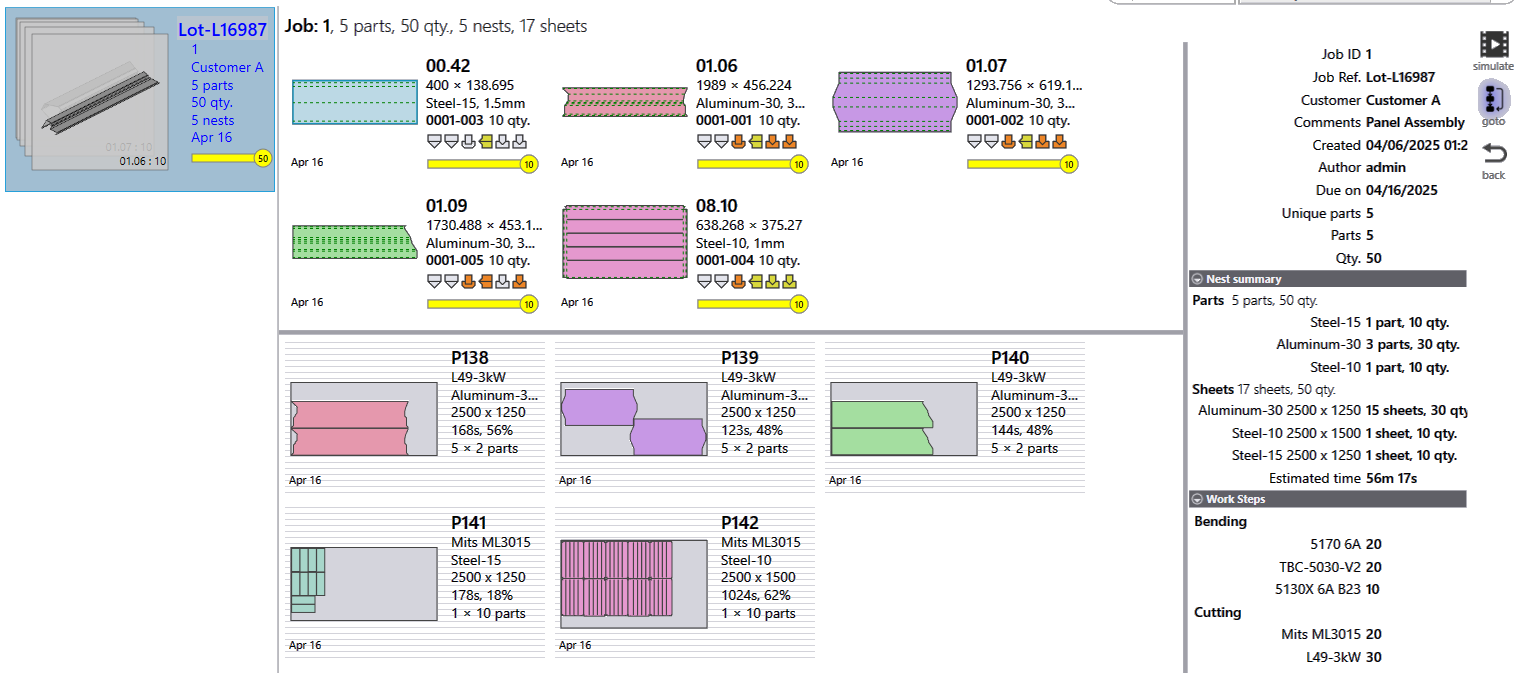 Lot-L16987
1
Customer A
5 parts
50 qty.
5 nests
Apr 16
50
01.07 : 10
01.06 : 10
Job: 1, 5 parts, 50 qty., 5 nests, 17 sheets
00.42
400 × 138.695
Steel-15, 1.5mm
0001-003 10 qty.
Apr 16
10
01.06
1989 × 456.224
Aluminum-30, 3...
0001-001 10 qty.
Apr 16
10
01.07
1293.756 × 619.1...
Aluminum-30, 3...
0001-002 10 qty.
Apr 16
10
01.09
1730.488 × 453.1...
Aluminum-30, 3...
0001-005 10 qty.
Apr 16
10
08.10
638.268 × 375.27
Steel-10, 1mm
0001-004 10 qty.
Apr 16
10
P138
L49-3kW
Aluminum-3...
2500 x 1250
168s, 56%
5 × 2 parts
Apr 16
P139
L49-3kW
Aluminum-3...
2500 x 1250
123s, 48%
5 × 2 parts
Apr 16
P140
L49-3kW
Aluminum-3...
2500 x 1250
144s, 48%
5 × 2 parts
Apr 16
P141
Mits ML3015
Steel-15
2500 x 1250
178s, 18%
1 × 10 parts
Apr 16
P142
Mits ML3015
Steel-10
2500 x 1500
1024s, 62%
1 × 10 parts
Apr 16
Job ID 1
Job Ref. Lot-L16987
Customer Customer A
Comments Panel Assembly
Created 04/06/2025 01:2
Author admin
Due on 04/16/2025
Unique parts 5
Parts 5
Qty. 50
Nest summary
Parts 5 parts, 50 qty.
Steel-15 1 part, 10 qty.
Aluminum-30 3 parts, 30 qty.
Steel-10 1 part, 10 qty.
Sheets 17 sheets, 50 qty.
Aluminum-30 2500 x 1250 15 sheets, 30 qty
Steel-10 2500 x 1500 1 sheet, 10 qty.
Steel-15 2500 x 1250 1 sheet, 10 qty.
Estimated time 56m 17s
Work Steps
Bending
5170 6A 20
TBC-5030-V2 20
5130X 6A B23 10
Cutting
Mits ML3015 20
L49-3kW 30
simulate
goto
back